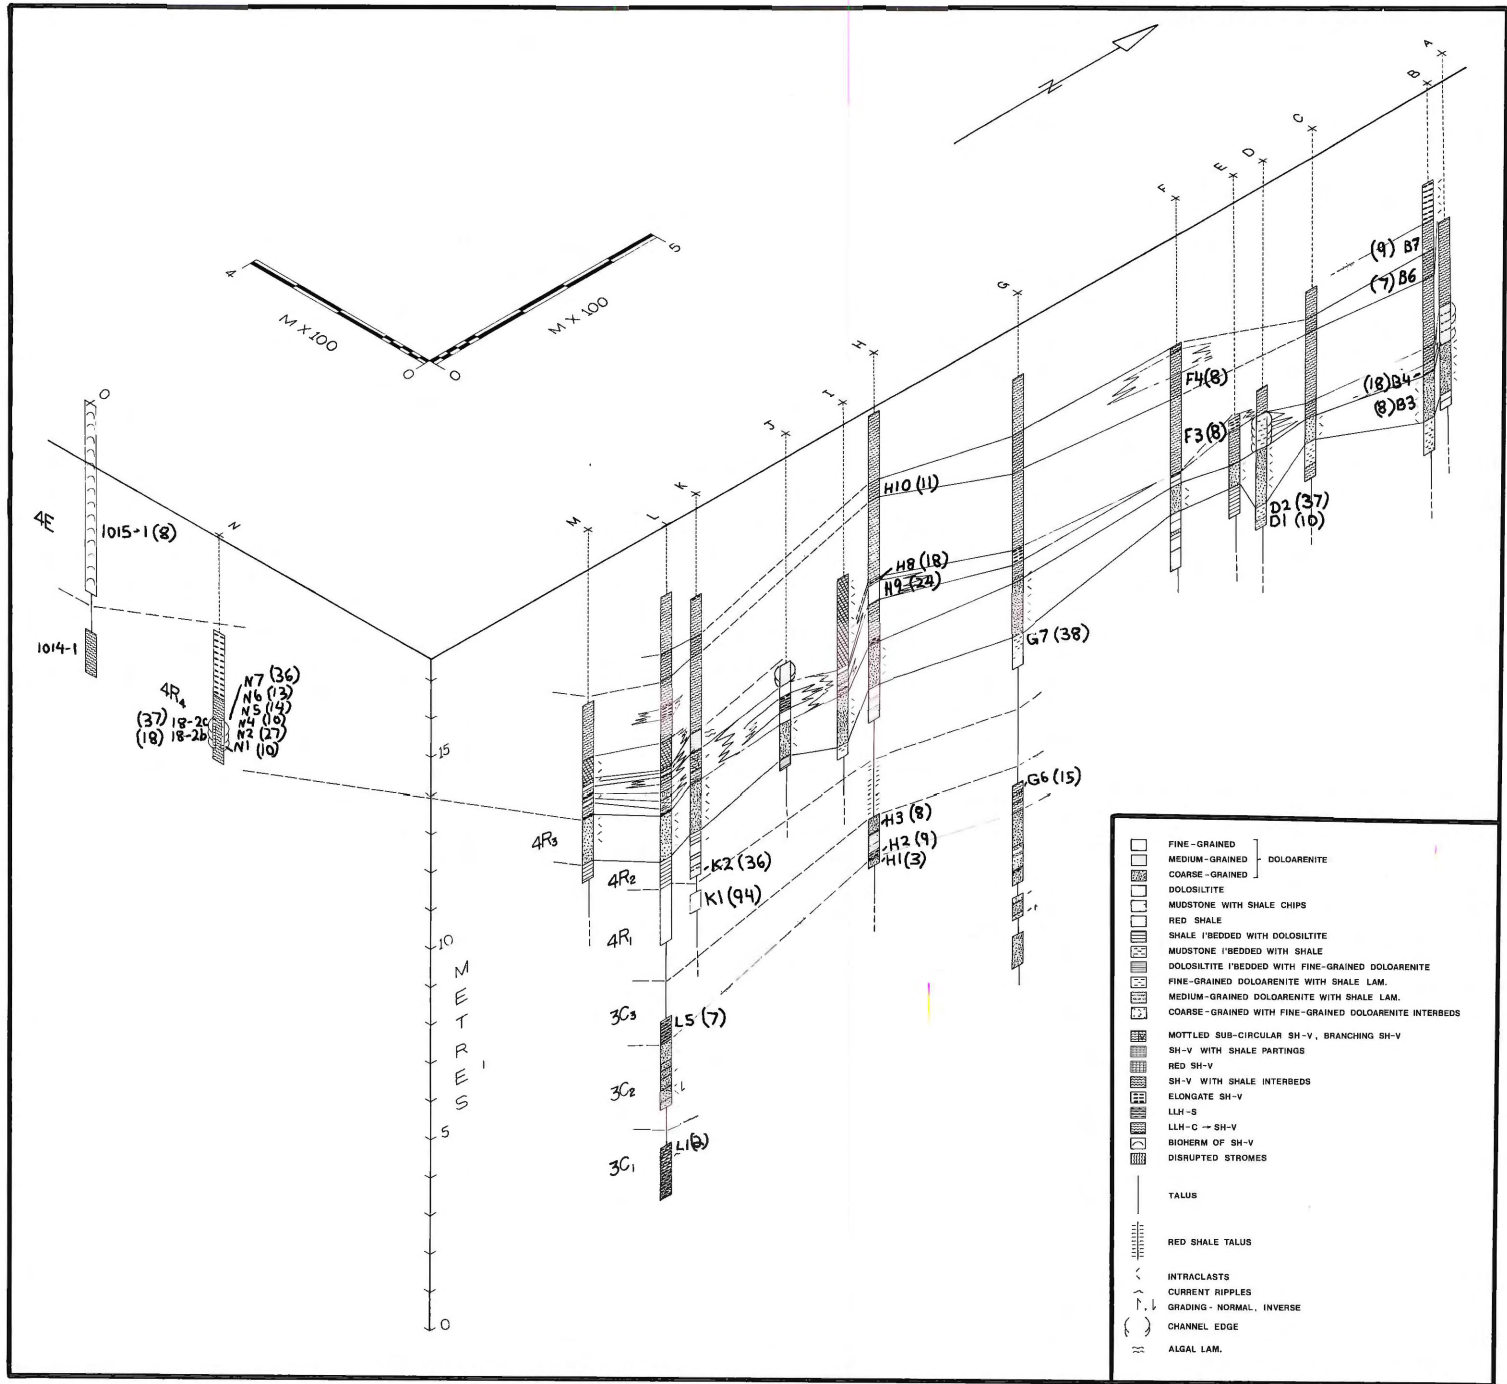 N
A
B
C
D
E
F
G
H
I
J
K
L
M
N
O
4
M X 100
0
0
M X 100
5
(9) B7
(7) B6
(18) B4
(8) B3
F4 (8)
F3 (8)
D2 (37)
D1 (10)
H10 (11)
H8 (18)
H9 (24)
G7 (38)
G6 (15)
H3 (8)
H2 (9)
H1 (3)
1015-1 (8)
1014-1
4R4
N7 (36)
N6 (13)
N5 (14)
N4 (10)
N2 (27)
N1 (10)
(37) 18-2c
(18) 18-2b
4R3
4R2
4R1
K2 (36)
K1 (94)
3C3
L5 (7)
3C2
3C1
15
10
5
0
METRES
FINE-GRAINED
MEDIUM-GRAINED
DOLOARENITE
COARSE-GRAINED
DOLOSILTITE
MUDSTONE WITH SHALE CHIPS
RED SHALE
SHALE I'BEDDED WITH DOLOSILTITE
MUDSTONE I'BEDDED WITH SHALE
DOLOSILTITE I'BEDDED WITH FINE-GRAINED DOLOARENITE
FINE-GRAINED DOLOARENITE WITH SHALE LAM.
MEDIUM-GRAINED DOLOARENITE WITH SHALE LAM.
COARSE-GRAINED WITH FINE-GRAINED DOLOARENITE INTERBEDS
MOTTLED SUB-CIRCULAR SH-V, BRANCHING SH-V
SH-V WITH SHALE PARTINGS
RED SH-V
SH-V WITH SHALE INTERBEDS
ELONGATE SH-V
LLH-S
LLH-C → SH-V
BIOHERM OF SH-V
DISRUPTED STROMES
TALUS
RED SHALE TALUS
INTRACLASTS
CURRENT RIPPLES
GRADING - NORMAL, INVERSE
CHANNEL EDGE
ALGAL LAM.